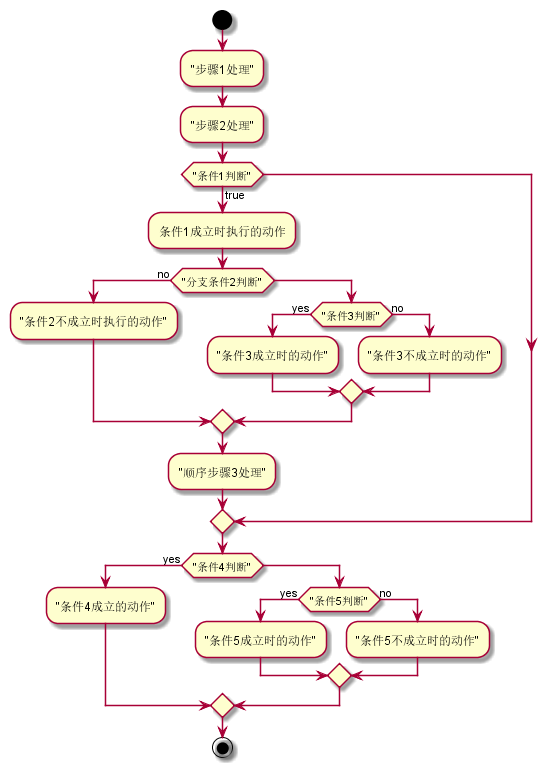 "步骤1处理"
"步骤2处理"
"条件1判断"
true
条件1成立时执行的动作
no
"分支条件2判断"
"条件2不成立时执行的动作"
yes
"条件3判断"
no
"条件3成立时的动作"
"条件3不成立时的动作"
"顺序步骤3处理"
yes
"条件4判断"
"条件4成立的动作"
yes
"条件5判断"
no
"条件5成立时的动作"
"条件5不成立时的动作"